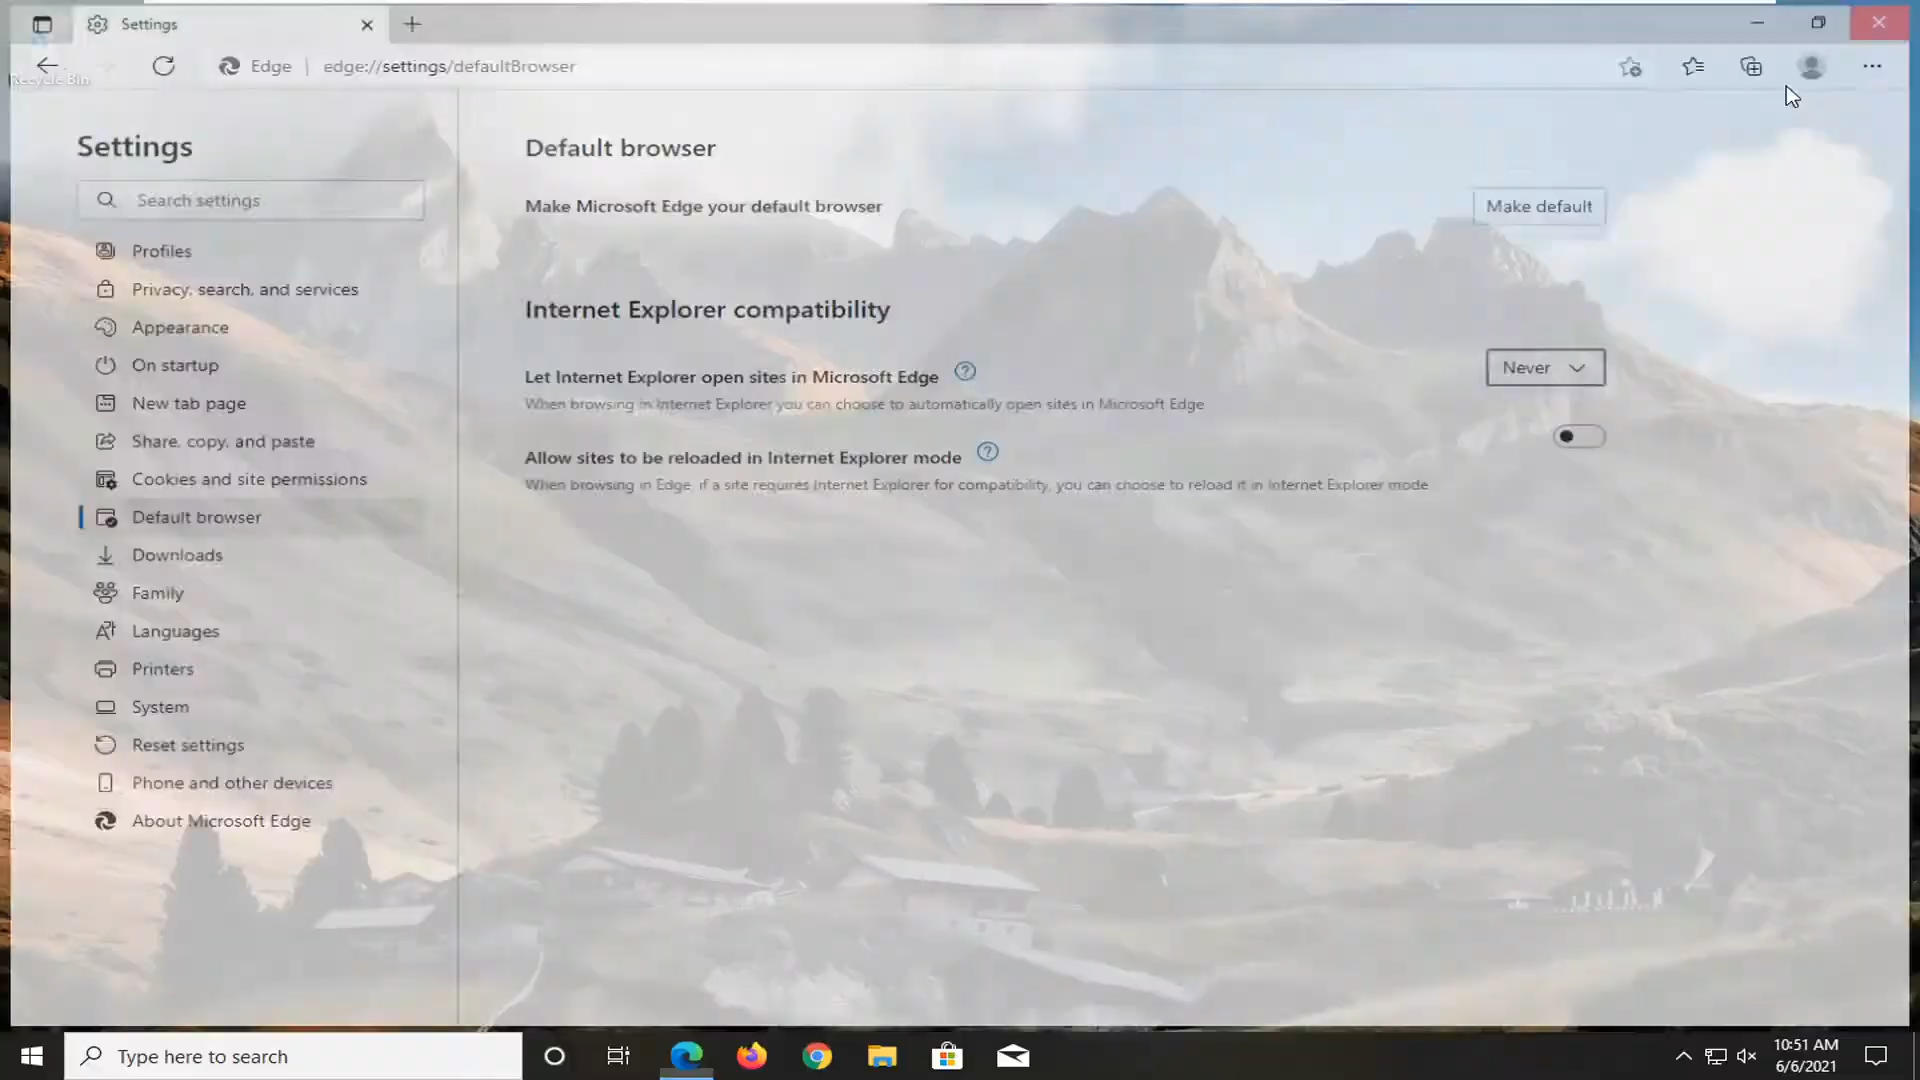 Settings
Recycle Bin
Edge
edge://settings/defaultBrowser
Settings
Search settings
Profiles
Privacy, search, and services
Appearance
On startup
New tab page
Share, copy, and paste
Cookies and site permissions
Default browser
Downloads
Family
Languages
Printers
System
Reset settings
Phone and other devices
About Microsoft Edge
Default browser
Make Microsoft Edge your default browser
Make default
Internet Explorer compatibility
Let Internet Explorer open sites in Microsoft Edge
When browsing in Internet Explorer you can choose to automatically open sites in Microsoft Edge
Never
Allow sites to be reloaded in Internet Explorer mode
When browsing in Edge, if a site requires Internet Explorer for compatibility, you can choose to reload it in Internet Explorer mode
Type here to search
10:51 AM
6/6/2021